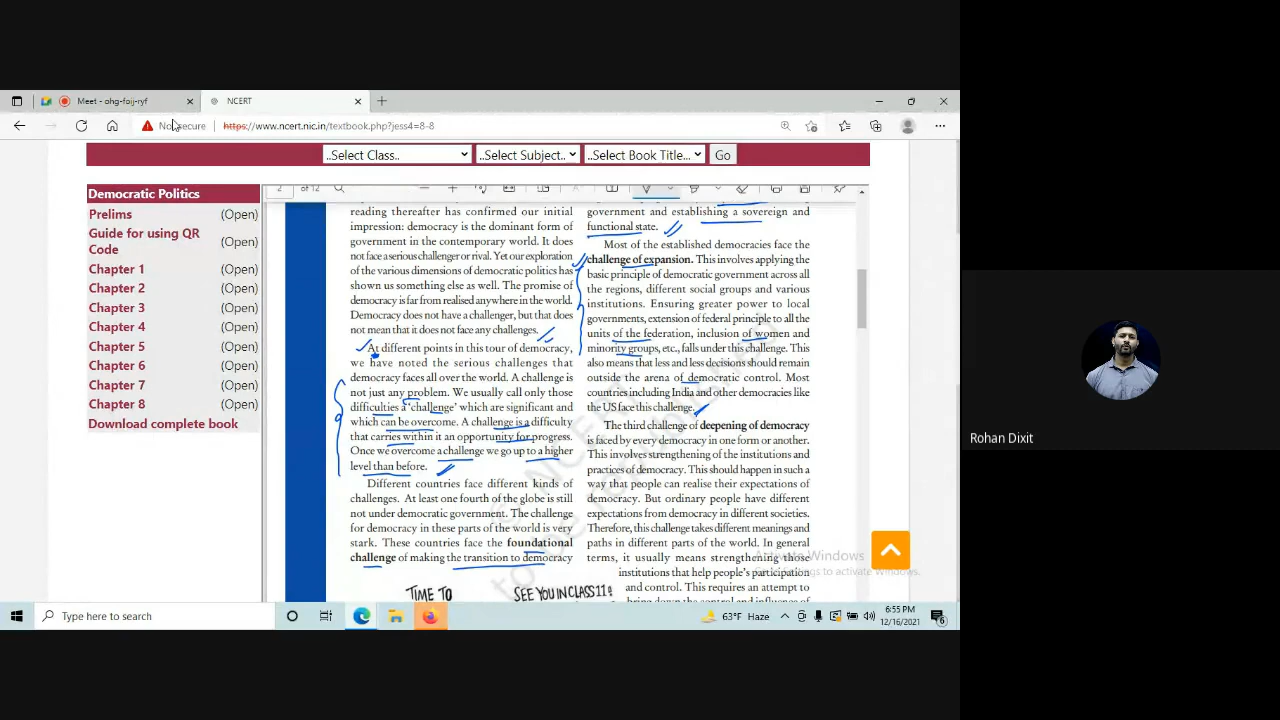 Meet - ohg-foij-ryf
NCERT
Not secure
https://www.ncert.nic.in/textbook.php?jess4=8-8
..Select Class..
..Select Subject..
..Select Book Title..
Go
Democratic Politics
Prelims (Open)
Guide for using QR Code (Open)
Chapter 1 (Open)
Chapter 2 (Open)
Chapter 3 (Open)
Chapter 4 (Open)
Chapter 5 (Open)
Chapter 6 (Open)
Chapter 7 (Open)
Chapter 8 (Open)
Download complete book
2 of 12
reading thereafter has confirmed our initial
impression: democracy is the dominant form of
government in the contemporary world. It does
not face a serious challenger or rival. Yet our exploration
of the various dimensions of democratic politics has
shown us something else as well. The promise of
democracy is far from realised anywhere in the world.
Democracy does not have a challenger, but that does
not mean that it does not face any challenges.
At different points in this tour of democracy,
we have noted the serious challenges that
democracy faces all over the world. A challenge is
not just any problem. We usually call only those
difficulties a 'challenge' which are significant and
which can be overcome. A challenge is a difficulty
that carries within it an opportunity for progress.
Once we overcome a challenge we go up to a higher
level than before.
Different countries face different kinds of
challenges. At least one fourth of the globe is still
not under democratic government. The challenge
for democracy in these parts of the world is very
stark. These countries face the foundational
challenge of making the transition to democracy
TIME TO
SEE YOU IN CLASS 11
government and establishing a sovereign and
functional state.
Most of the established democracies face the
challenge of expansion. This involves applying the
basic principle of democratic government across all
the regions, different social groups and various
institutions. Ensuring greater power to local
governments, extension of federal principle to all the
units of the federation, inclusion of women and
minority groups, etc., falls under this challenge. This
also means that less and less decisions should remain
outside the arena of democratic control. Most
countries including India and other democracies like
the US face this challenge.
The third challenge of deepening of democracy
is faced by every democracy in one form or another.
This involves strengthening of the institutions and
practices of democracy. This should happen in such a
way that people can realise their expectations of
democracy. But ordinary people have different
expectations from democracy in different societies.
Therefore, this challenge takes different meanings and
paths in different parts of the world. In general
terms, it usually means strengthening those
institutions that help people's participation
and control. This requires an attempt to
bring down the control and influence of
© NCERT
to be republished
Activate Windows
Go to Settings to activate Windows.
Type here to search
63°F Haze
6:55 PM
12/16/2021
6
Rohan Dixit